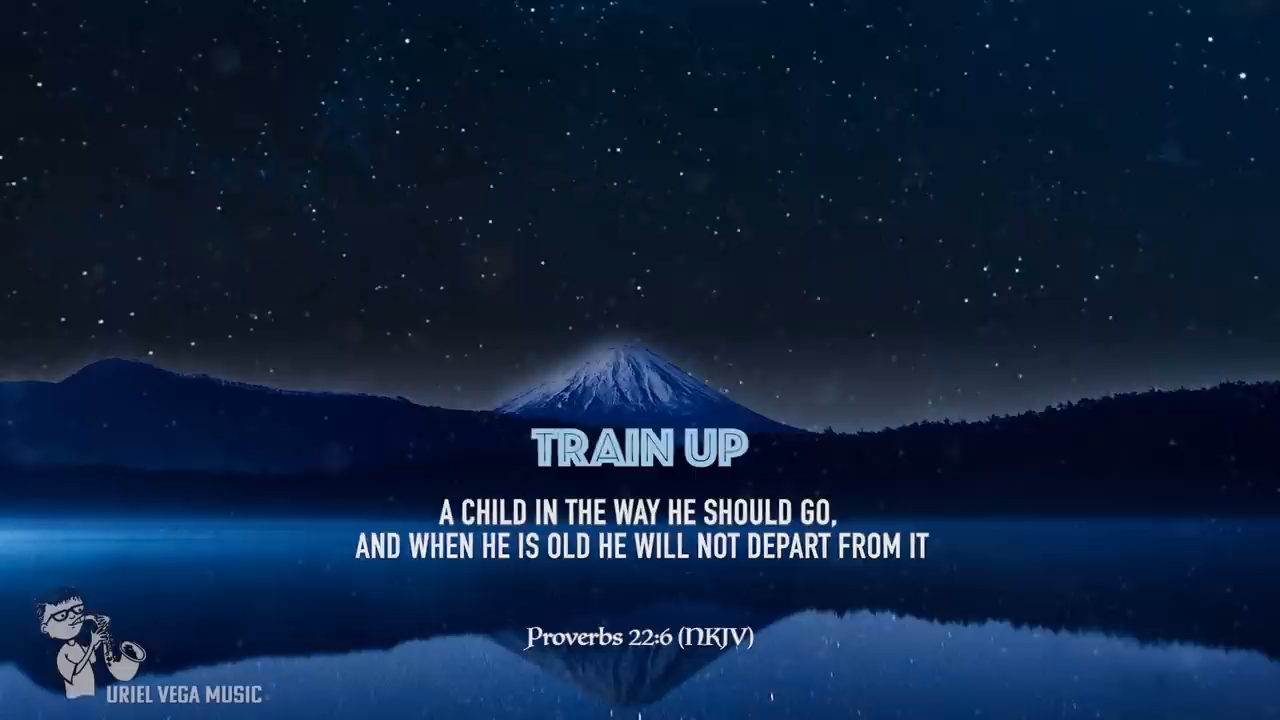 TRAIN UP
A CHILD IN THE WAY HE SHOULD GO,
AND WHEN HE IS OLD HE WILL NOT DEPART FROM IT
Proverbs 22:6 (NKJV)
URIEL VEGA MUSIC